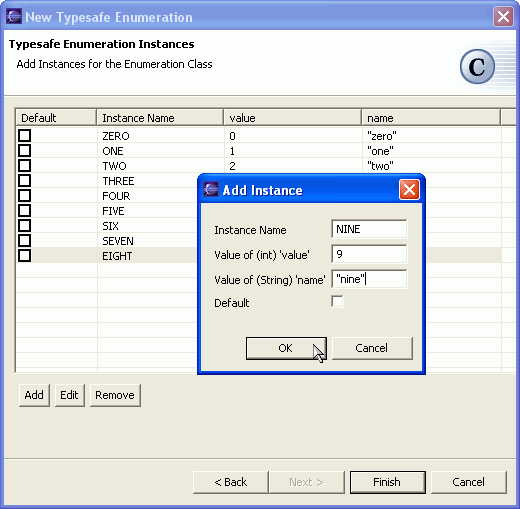 New Typesafe Enumeration
Typesafe Enumeration Instances
Add Instances for the Enumeration Class
C
Default Instance Name value name
ZERO 0 "zero"
ONE 1 "one"
TWO 2 "two"
THREE
FOUR
FIVE
SIX
SEVEN
EIGHT
Add Instance
Instance Name NINE
Value of (int) 'value' 9
Value of (String) 'name' "nine"
Default
OK Cancel
Add Edit Remove
< Back Next > Finish Cancel